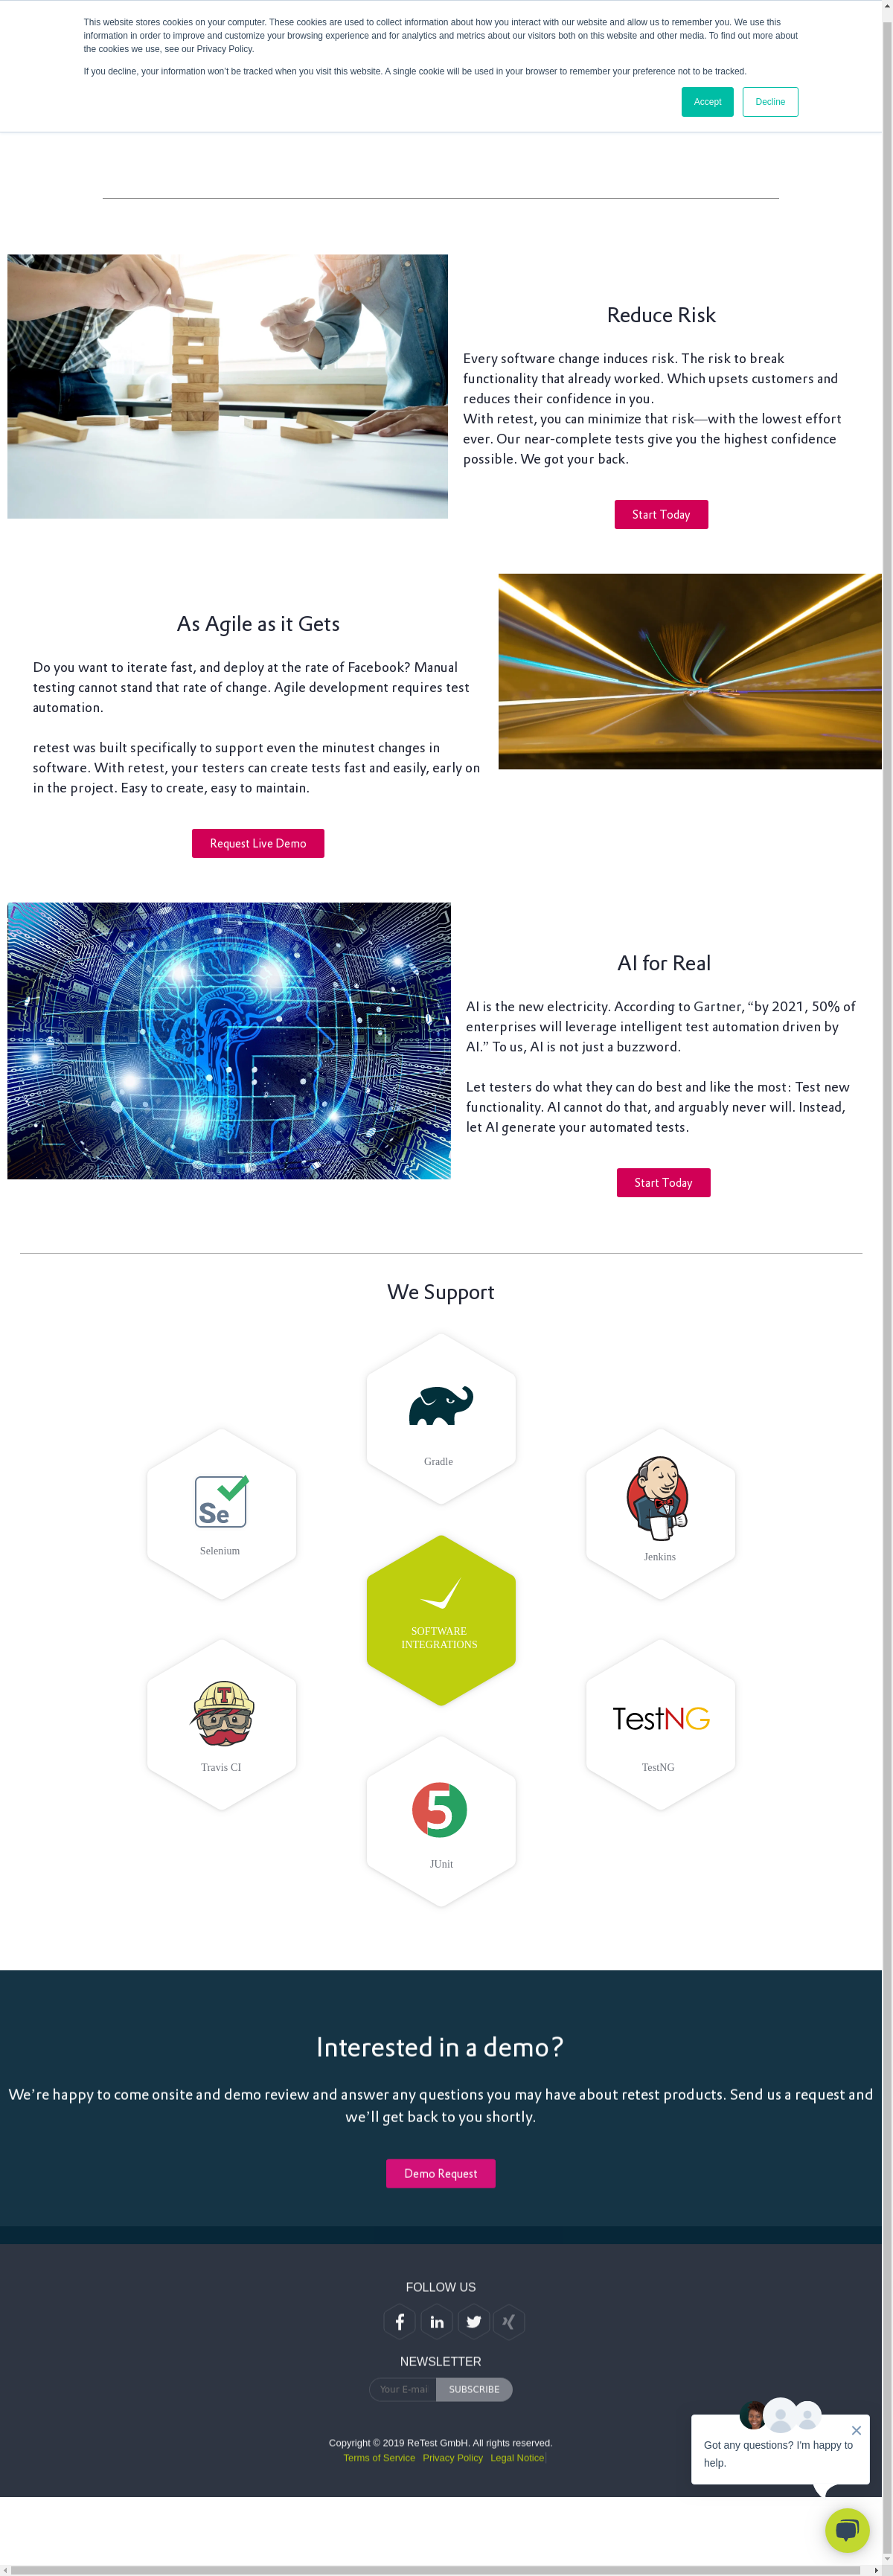 This website stores cookies on your computer. These cookies are used to collect information about how you interact with our website and allow us to remember you. We use this
information in order to improve and customize your browsing experience and for analytics and metrics about our visitors both on this website and other media. To find out more about
the cookies we use, see our Privacy Policy.
If you decline, your information won't be tracked when you visit this website. A single cookie will be used in your browser to remember your preference not to be tracked.
Accept
Decline
Reduce Risk
Every software change induces risk. The risk to break
functionality that already worked. Which upsets customers and
reduces their confidence in you.
With retest, you can minimize that risk—with the lowest effort
ever. Our near-complete tests give you the highest confidence
possible. We got your back.
Start Today
As Agile as it Gets
Do you want to iterate fast, and deploy at the rate of Facebook? Manual
testing cannot stand that rate of change. Agile development requires test
automation.
retest was built specifically to support even the minutest changes in
software. With retest, your testers can create tests fast and easily, early on
in the project. Easy to create, easy to maintain.
Request Live Demo
AI for Real
AI is the new electricity. According to Gartner, “by 2021, 50% of
enterprises will leverage intelligent test automation driven by
AI.” To us, AI is not just a buzzword.
Let testers do what they can do best and like the most: Test new
functionality. AI cannot do that, and arguably never will. Instead,
let AI generate your automated tests.
Start Today
We Support
Gradle
Se
Selenium
Jenkins
SOFTWARE
INTEGRATIONS
T
Travis CI
TestNG
TestNG
5
JUnit
Interested in a demo?
We’re happy to come onsite and demo review and answer any questions you may have about retest products. Send us a request and
we’ll get back to you shortly.
Demo Request
FOLLOW US
f
in
NEWSLETTER
Your E-mai
SUBSCRIBE
Copyright © 2019 ReTest GmbH. All rights reserved.
Terms of Service Privacy Policy Legal Notice
Got any questions? I'm happy to
help.